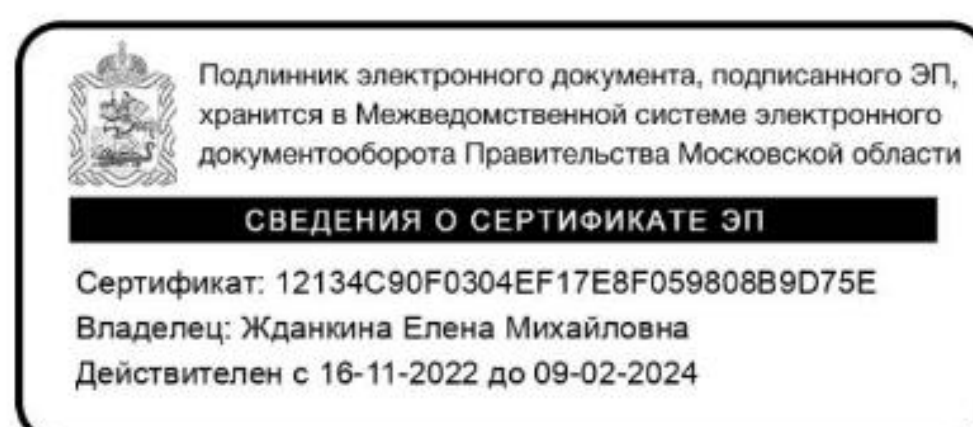 Подлинник электронного документа, подписанного ЭП,
хранится в Межведомственной системе электронного
документооборота Правительства Московской области
СВЕДЕНИЯ О СЕРТИФИКАТЕ ЭП
Сертификат: 12134C90F0304EF17E8F059808B9D75E
Владелец: Жданкина Елена Михайловна
Действителен с 16-11-2022 до 09-02-2024